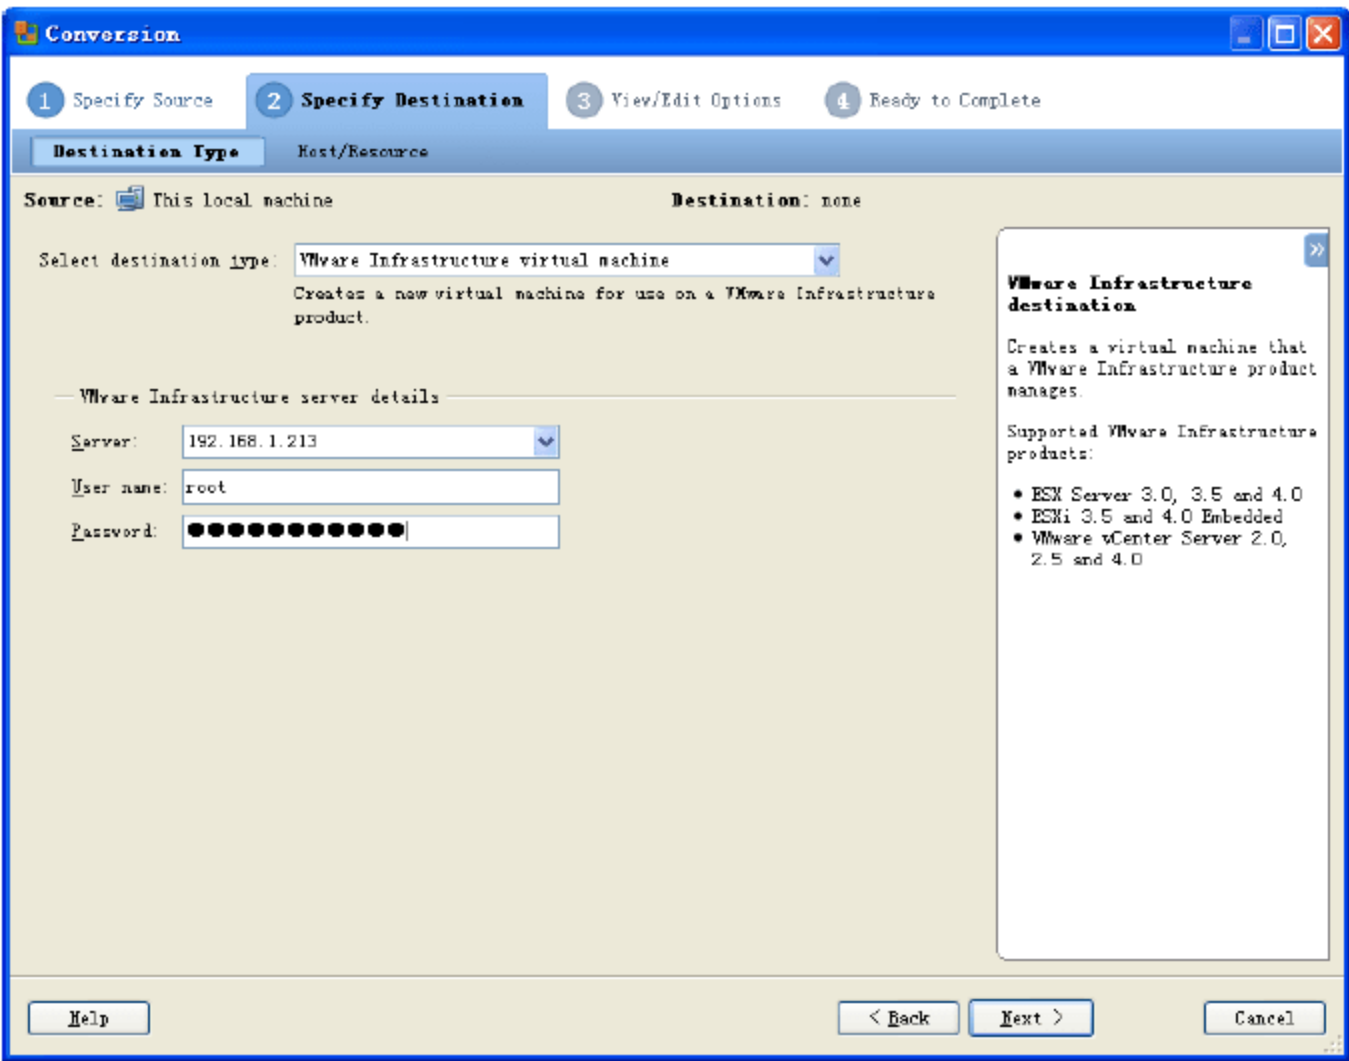 Conversion
1 Specify Source 2 Specify Destination 3 View/Edit Options 4 Ready to Complete
Destination Type Host/Resource
Source: This local machine Destination: none
Select destination type: VMware Infrastructure virtual machine
Creates a new virtual machine for use on a VMware Infrastructure
product.
VMware Infrastructure server details
Server: 192.168.1.213
User name: root
Password: ●●●●●●●●●●●
»
VMware Infrastructure
destination
Creates a virtual machine that
a VMware Infrastructure product
manages.
Supported VMware Infrastructure
products:
• ESX Server 3.0, 3.5 and 4.0
• ESXi 3.5 and 4.0 Embedded
• VMware vCenter Server 2.0,
2.5 and 4.0
Help < Back Next > Cancel